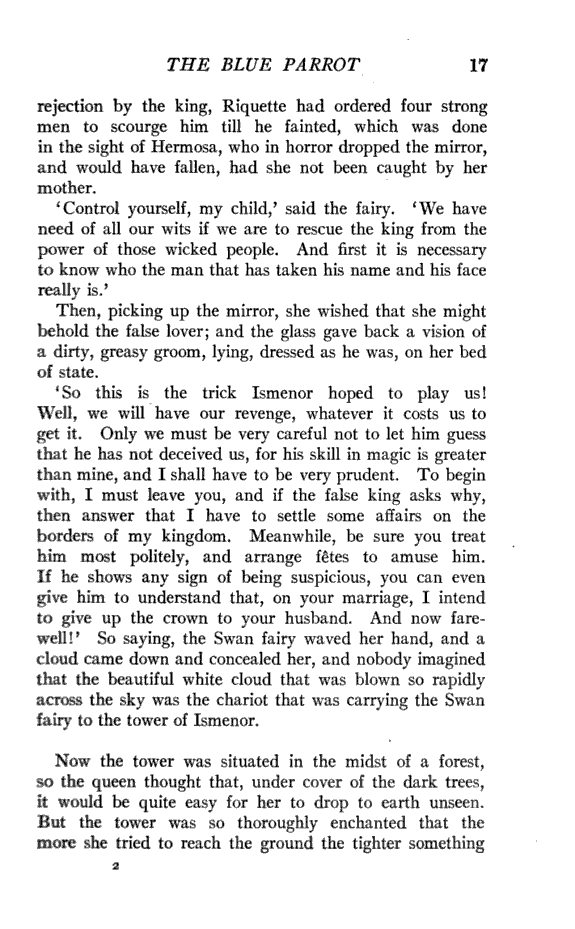 THE BLUE PARROT 17
rejection by the king, Riquette had ordered four strong
men to scourge him till he fainted, which was done
in the sight of Hermosa, who in horror dropped the mirror,
and would have fallen, had she not been caught by her
mother.
‘Control yourself, my child,’ said the fairy. ‘We have
need of all our wits if we are to rescue the king from the
power of those wicked people. And first it is necessary
to know who the man that has taken his name and his face
really is.’
Then, picking up the mirror, she wished that she might
behold the false lover; and the glass gave back a vision of
a dirty, greasy groom, lying, dressed as he was, on her bed
of state.
‘So this is the trick Ismenor hoped to play us!
Well, we will have our revenge, whatever it costs us to
get it. Only we must be very careful not to let him guess
that he has not deceived us, for his skill in magic is greater
than mine, and I shall have to be very prudent. To begin
with, I must leave you, and if the false king asks why,
then answer that I have to settle some affairs on the
borders of my kingdom. Meanwhile, be sure you treat
him most politely, and arrange fêtes to amuse him.
If he shows any sign of being suspicious, you can even
give him to understand that, on your marriage, I intend
to give up the crown to your husband. And now fare-
well!’ So saying, the Swan fairy waved her hand, and a
cloud came down and concealed her, and nobody imagined
that the beautiful white cloud that was blown so rapidly
across the sky was the chariot that was carrying the Swan
fairy to the tower of Ismenor.
Now the tower was situated in the midst of a forest,
so the queen thought that, under cover of the dark trees,
it would be quite easy for her to drop to earth unseen.
But the tower was so thoroughly enchanted that the
more she tried to reach the ground the tighter something
2